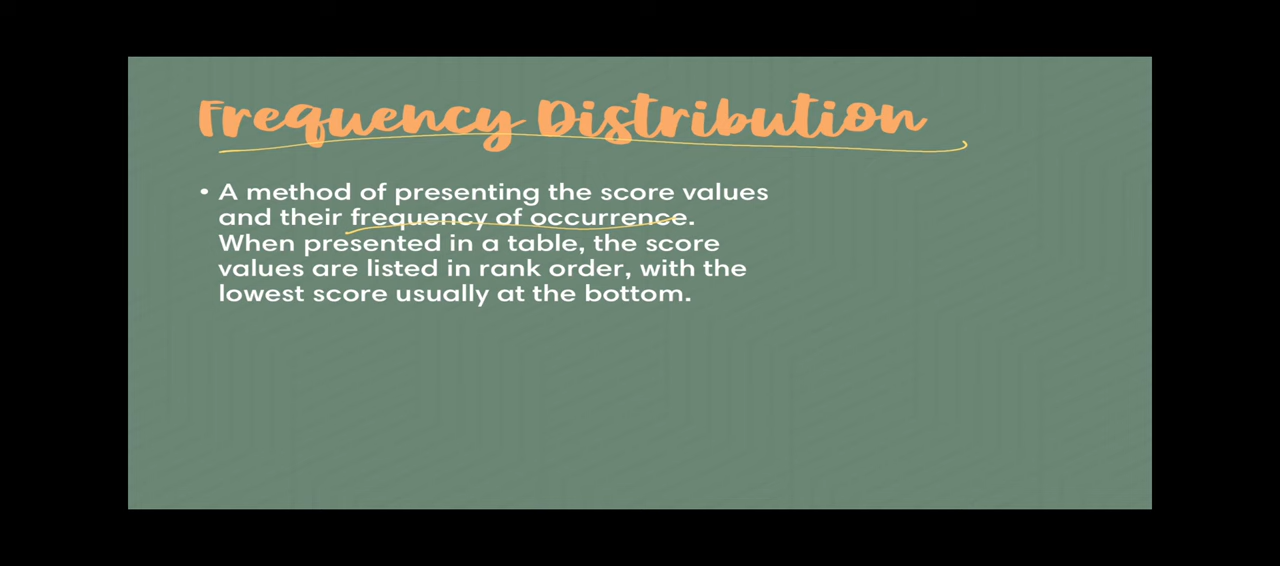 Frequency Distribution
• A method of presenting the score values
and their frequency of occurrence.
When presented in a table, the score
values are listed in rank order, with the
lowest score usually at the bottom.